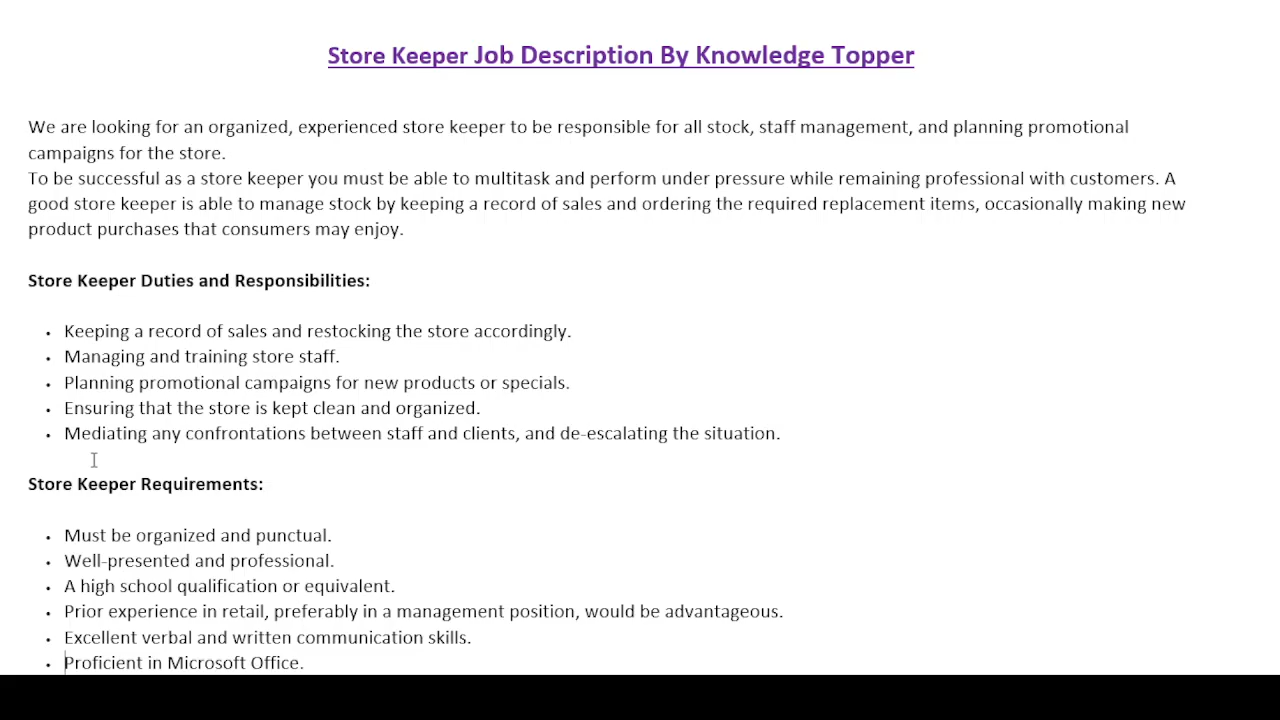 Store Keeper Job Description By Knowledge Topper
We are looking for an organized, experienced store keeper to be responsible for all stock, staff management, and planning promotional
campaigns for the store.
To be successful as a store keeper you must be able to multitask and perform under pressure while remaining professional with customers. A
good store keeper is able to manage stock by keeping a record of sales and ordering the required replacement items, occasionally making new
product purchases that consumers may enjoy.
Store Keeper Duties and Responsibilities:
• Keeping a record of sales and restocking the store accordingly.
• Managing and training store staff.
• Planning promotional campaigns for new products or specials.
• Ensuring that the store is kept clean and organized.
• Mediating any confrontations between staff and clients, and de-escalating the situation.
Store Keeper Requirements:
• Must be organized and punctual.
• Well-presented and professional.
• A high school qualification or equivalent.
• Prior experience in retail, preferably in a management position, would be advantageous.
• Excellent verbal and written communication skills.
• Proficient in Microsoft Office.